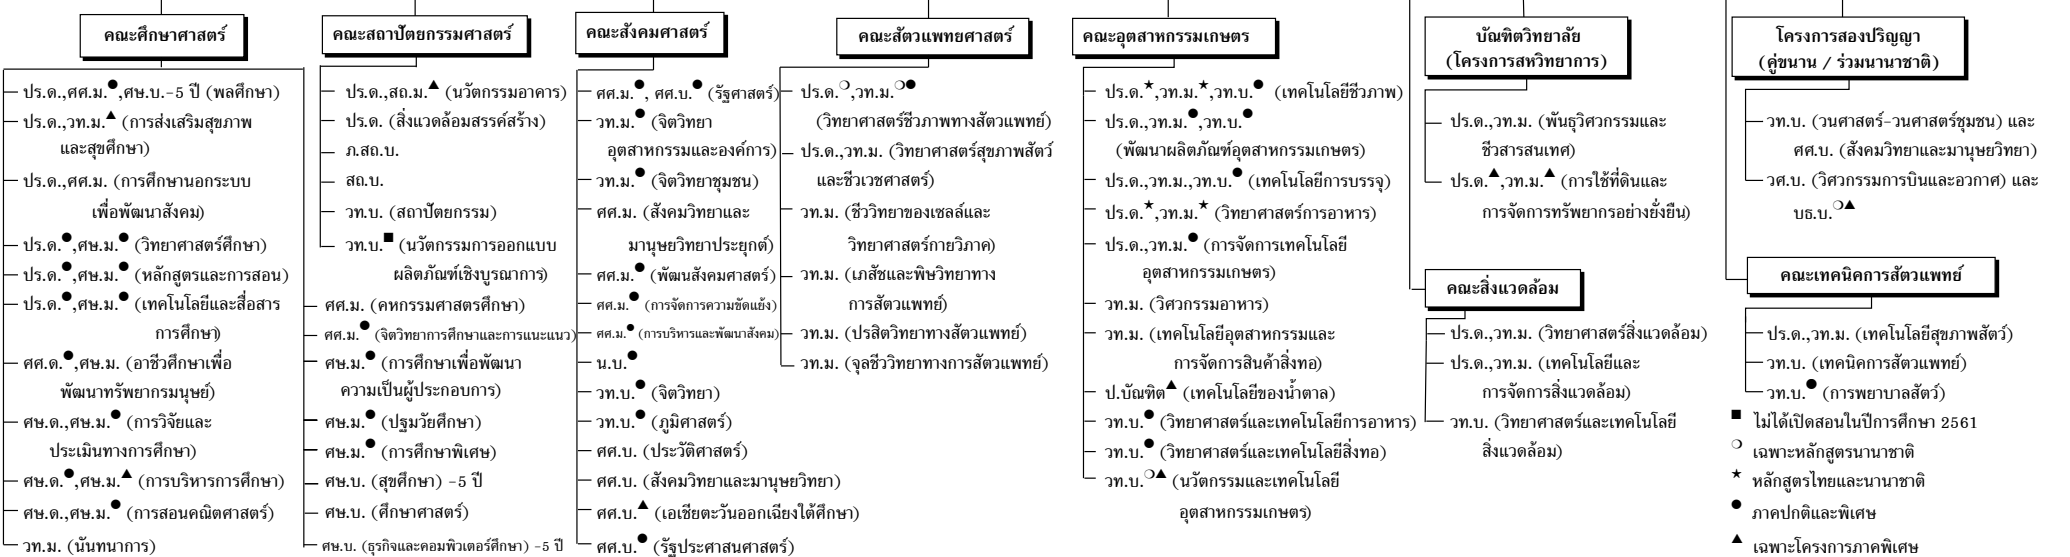 คณะศึกษาศาสตร์
ปร.ด.,ศศ.ม.●,ศษ.บ.-5 ปี (พลศึกษา)
ปร.ด.,วท.ม.▲ (การส่งเสริมสุขภาพ
และสุขศึกษา)
ปร.ด.,ศศ.ม. (การศึกษานอกระบบ
เพื่อพัฒนาสังคม)
ปร.ด.●,ศษ.ม.● (วิทยาศาสตร์ศึกษา)
ปร.ด.●,ศษ.ม.● (หลักสูตรและการสอน)
ปร.ด.●,ศษ.ม.● (เทคโนโลยีและสื่อสาร
การศึกษา)
ศศ.ด.●,ศษ.ม. (อาชีวศึกษาเพื่อ
พัฒนาทรัพยากรมนุษย์)
ศษ.ด.,ศษ.ม.● (การวิจัยและ
ประเมินทางการศึกษา)
ศษ.ด.●,ศษ.ม.▲ (การบริหารการศึกษา)
ศษ.ด.,ศษ.ม.● (การสอนคณิตศาสตร์)
วท.ม. (นันทนาการ)
ศศ.ม. (คหกรรมศาสตรศึกษา)
ศศ.ม.● (จิตวิทยาการศึกษาและการแนะแนว)
ศษ.ม.● (การศึกษาเพื่อพัฒนา
ความเป็นผู้ประกอบการ)
ศษ.ม.● (ปฐมวัยศึกษา)
ศษ.ม.● (การศึกษาพิเศษ)
ศษ.บ. (สุขศึกษา) -5 ปี
ศษ.บ. (ศึกษาศาสตร์)
ศษ.บ. (ธุรกิจและคอมพิวเตอร์ศึกษา) -5 ปี
คณะสถาปัตยกรรมศาสตร์
ปร.ด.,สถ.ม.▲ (นวัตกรรมอาคาร)
ปร.ด. (สิ่งแวดล้อมสรรค์สร้าง)
ภ.สถ.บ.
สถ.บ.
วท.บ. (สถาปัตยกรรม)
วท.บ.■ (นวัตกรรมการออกแบบ
ผลิตภัณฑ์เชิงบูรณาการ)
คณะสังคมศาสตร์
ศศ.ม.●, ศศ.บ.● (รัฐศาสตร์)
วท.ม.● (จิตวิทยา
อุตสาหกรรมและองค์การ)
วท.ม.● (จิตวิทยาชุมชน)
ศศ.ม. (สังคมวิทยาและ
มานุษยวิทยาประยุกต์)
ศศ.ม.● (พัฒนสังคมศาสตร์)
ศศ.ม.● (การจัดการความขัดแย้ง)
ศศ.ม.● (การบริหารและพัฒนาสังคม)
น.บ.●
วท.บ.● (จิตวิทยา)
วท.บ.● (ภูมิศาสตร์)
ศศ.บ. (ประวัติศาสตร์)
ศศ.บ. (สังคมวิทยาและมานุษยวิทยา)
ศศ.บ.▲ (เอเชียตะวันออกเฉียงใต้ศึกษา)
ศศ.บ.● (รัฐประศาสนศาสตร์)
คณะสัตวแพทยศาสตร์
ปร.ด.❍,วท.ม.❍●
(วิทยาศาสตร์ชีวภาพทางสัตวแพทย์)
ปร.ด.,วท.ม. (วิทยาศาสตร์สุขภาพสัตว์
และชีวเวชศาสตร์)
วท.ม. (ชีววิทยาของเซลล์และ
วิทยาศาสตร์กายวิภาค)
วท.ม. (เภสัชและพิษวิทยาทาง
การสัตวแพทย์)
วท.ม. (ปรสิตวิทยาทางสัตวแพทย์)
วท.ม. (จุลชีววิทยาทางการสัตวแพทย์)
คณะอุตสาหกรรมเกษตร
ปร.ด.★,วท.ม.★,วท.บ.● (เทคโนโลยีชีวภาพ)
ปร.ด.,วท.ม.●,วท.บ.●
(พัฒนาผลิตภัณฑ์อุตสาหกรรมเกษตร)
ปร.ด.,วท.ม.,วท.บ.● (เทคโนโลยีการบรรจุ)
ปร.ด.★,วท.ม.★ (วิทยาศาสตร์การอาหาร)
ปร.ด.,วท.ม.● (การจัดการเทคโนโลยี
อุตสาหกรรมเกษตร)
วท.ม. (วิศวกรรมอาหาร)
วท.ม. (เทคโนโลยีอุตสาหกรรมและ
การจัดการสินค้าสิ่งทอ)
ป.บัณฑิต▲ (เทคโนโลยีของน้ำตาล)
วท.บ.● (วิทยาศาสตร์และเทคโนโลยีการอาหาร)
วท.บ.● (วิทยาศาสตร์และเทคโนโลยีสิ่งทอ)
วท.บ.❍▲ (นวัตกรรมและเทคโนโลยี
อุตสาหกรรมเกษตร)
บัณฑิตวิทยาลัย
(โครงการสหวิทยาการ)
ปร.ด.,วท.ม. (พันธุวิศวกรรมและ
ชีวสารสนเทศ)
ปร.ด.▲,วท.ม.▲ (การใช้ที่ดินและ
การจัดการทรัพยากรอย่างยั่งยืน)
คณะสิ่งแวดล้อม
ปร.ด.,วท.ม. (วิทยาศาสตร์สิ่งแวดล้อม)
ปร.ด.,วท.ม. (เทคโนโลยีและ
การจัดการสิ่งแวดล้อม)
วท.บ. (วิทยาศาสตร์และเทคโนโลยี
สิ่งแวดล้อม)
โครงการสองปริญญา
(คู่ขนาน / ร่วมนานาชาติ)
วท.บ. (วนศาสตร์-วนศาสตร์ชุมชน) และ
ศศ.บ. (สังคมวิทยาและมานุษยวิทยา)
วศ.บ. (วิศวกรรมการบินและอวกาศ) และ
บธ.บ.❍▲
คณะเทคนิคการสัตวแพทย์
ปร.ด.,วท.ม. (เทคโนโลยีสุขภาพสัตว์)
วท.บ. (เทคนิคการสัตวแพทย์)
วท.บ.● (การพยาบาลสัตว์)
■ ไม่ได้เปิดสอนในปีการศึกษา 2561
❍ เฉพาะหลักสูตรนานาชาติ
★ หลักสูตรไทยและนานาชาติ
● ภาคปกติและพิเศษ
▲ เฉพาะโครงการภาคพิเศษ